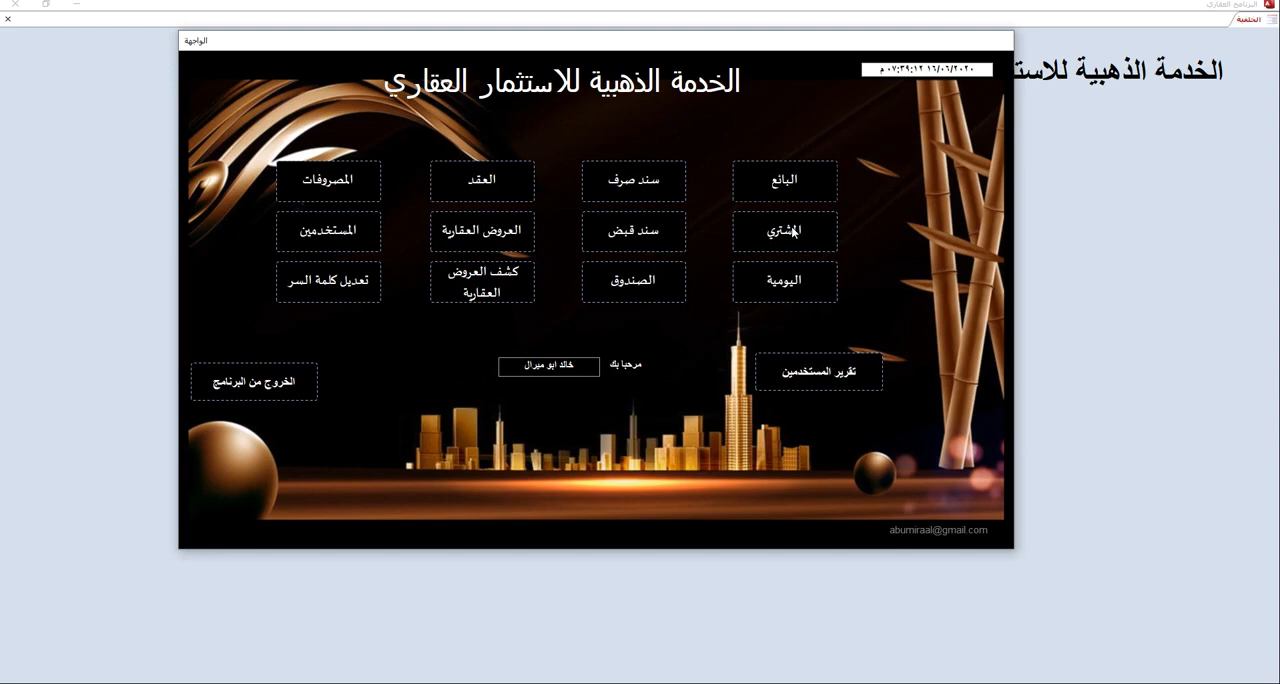 البرنامج العقاري
الخلفية
الواجهة
الخدمة الذهبية للاست
الخدمة الذهبية للاستثمار العقاري
١٦/٠٦/٢٠٢٠ ٠٧:٣٩:١٢ م
البائع
سند صرف
العقد
المصروفات
المشتري
سند قبض
العروض العقارية
المستخدمين
اليومية
الصندوق
كشف العروض
العقارية
تعديل كلمة السر
مرحبا بك
خالد ابو ميرال
تقرير المستخدمين
الخروج من البرنامج
abumiraal@gmail.com